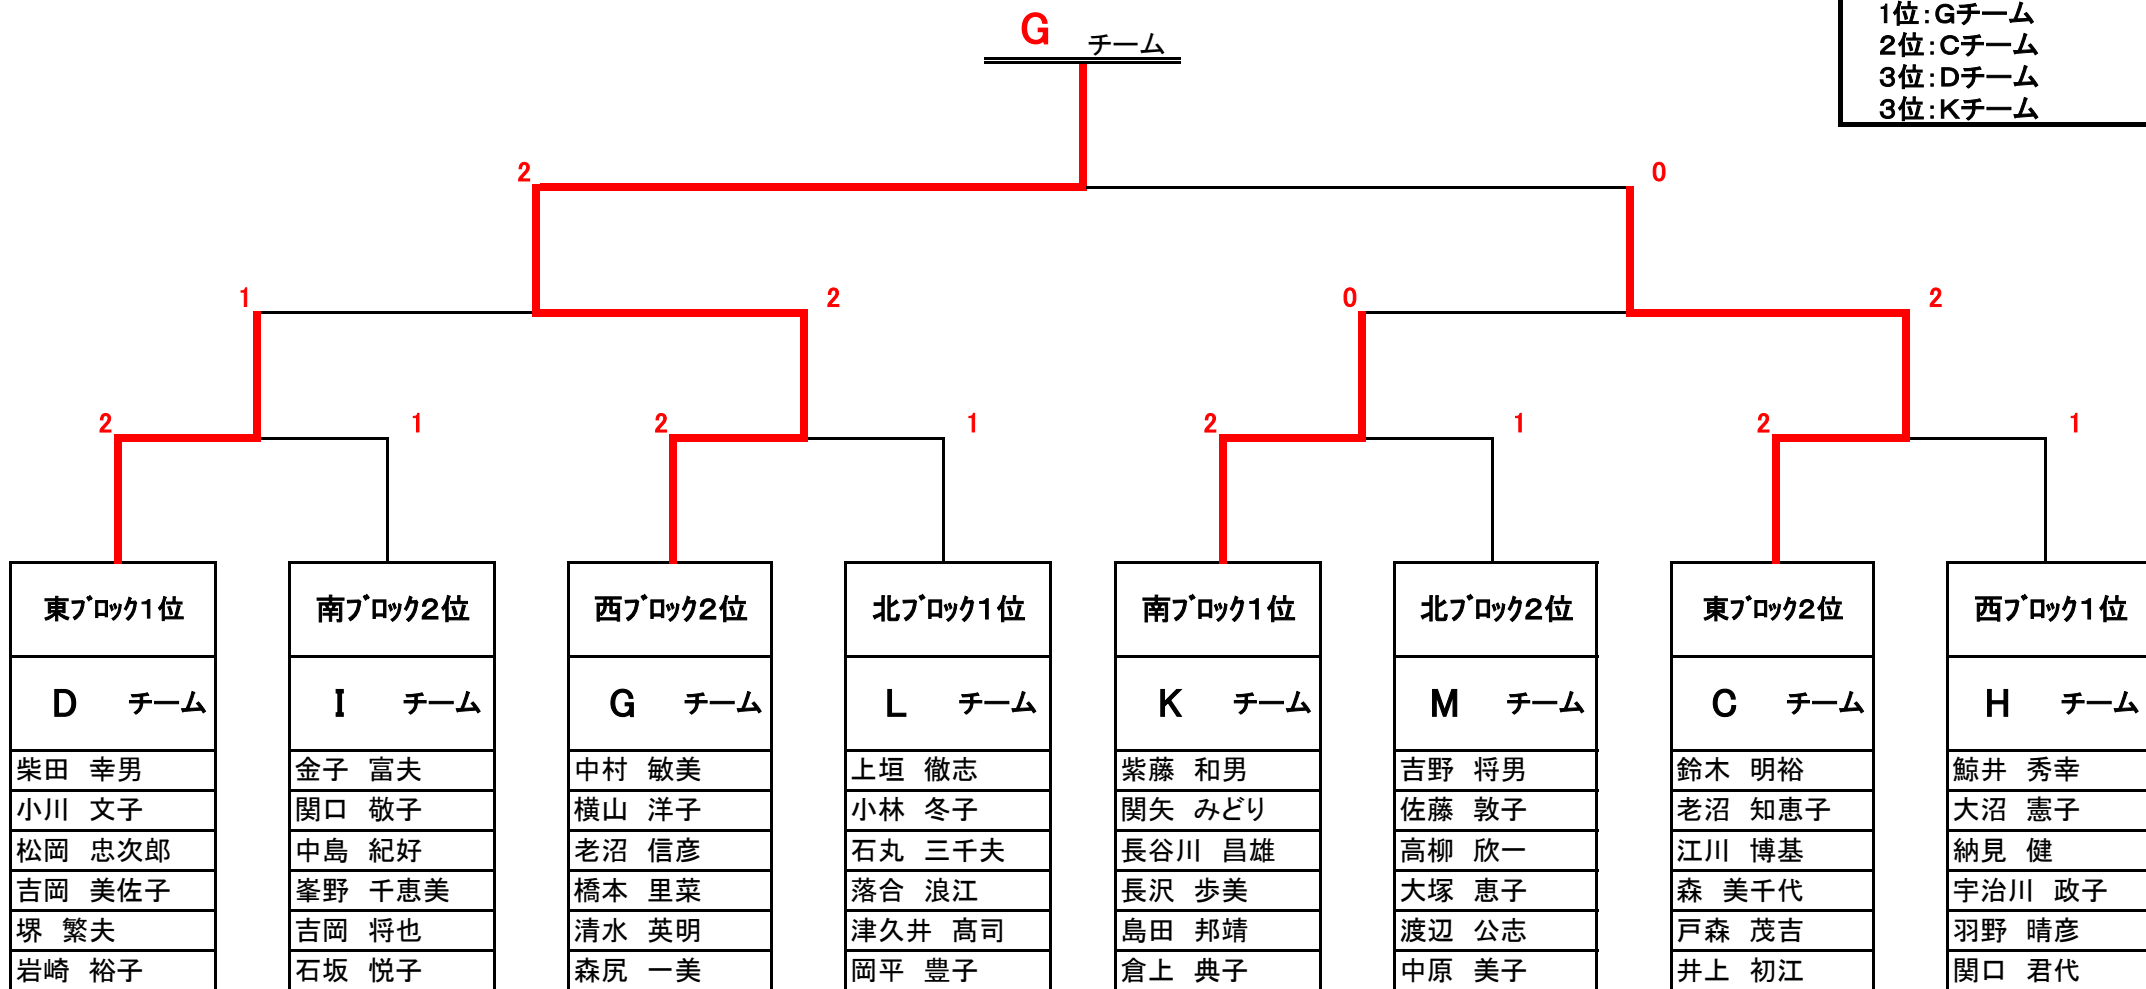 1位:Gチーム
2位:Cチーム
3位:Dチーム
3位:Kチーム
G チーム
2 0
1 2 0 2
2 1 2 1 2 1 2 1
東ブロック1位 南ブロック2位 西ブロック2位 北ブロック1位 南ブロック1位 北ブロック2位 東ブロック2位 西ブロック1位
D チーム I チーム G チーム L チーム K チーム M チーム C チーム H チーム
柴田 幸男 金子 富夫 中村 敏美 上垣 徹志 紫藤 和男 吉野 将男 鈴木 明裕 鯨井 秀幸
小川 文子 関口 敬子 横山 洋子 小林 冬子 関矢 みどり 佐藤 敦子 老沼 知恵子 大沼 憲子
松岡 忠次郎 中島 紀好 老沼 信彦 石丸 三千夫 長谷川 昌雄 高柳 欣一 江川 博基 納見 健
吉岡 美佐子 峯野 千恵美 橋本 里菜 落合 浪江 長沢 歩美 大塚 恵子 森 美千代 宇治川 政子
堺 繁夫 吉岡 将也 清水 英明 津久井 髙司 島田 邦靖 渡辺 公志 戸森 茂吉 羽野 晴彦
岩崎 裕子 石坂 悦子 森尻 一美 岡平 豊子 倉上 典子 中原 美子 井上 初江 関口 君代